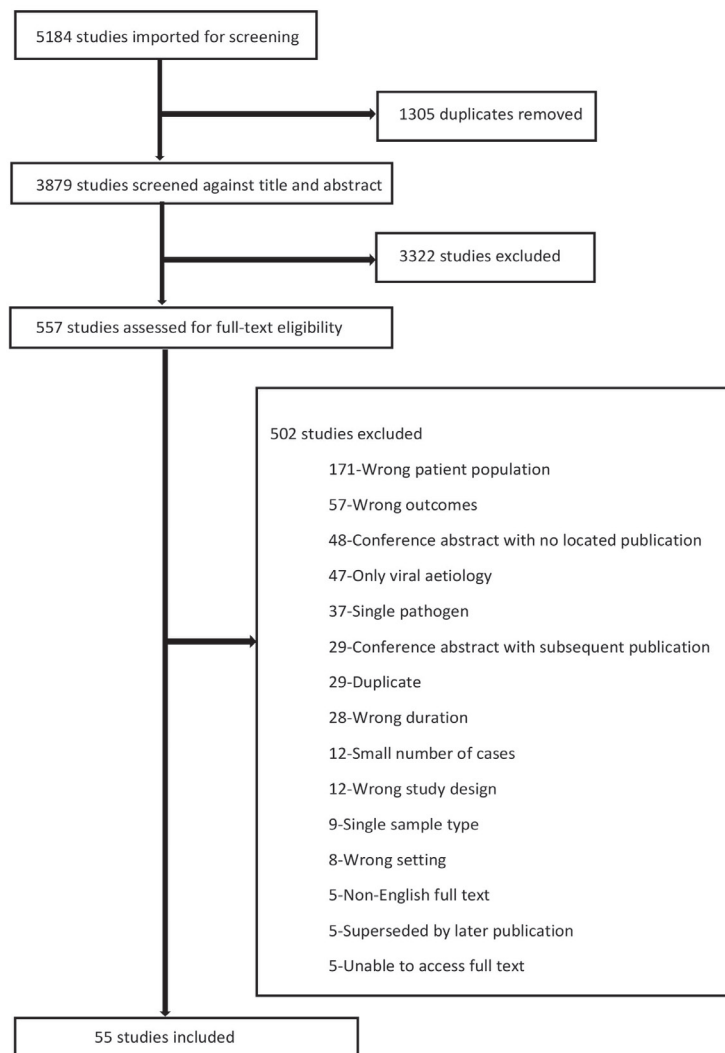 5184 studies imported for screening
1305 duplicates removed
3879 studies screened against title and abstract
3322 studies excluded
557 studies assessed for full-text eligibility
502 studies excluded
171-Wrong patient population
57-Wrong outcomes
48-Conference abstract with no located publication
47-Only viral aetiology
37-Single pathogen
29-Conference abstract with subsequent publication
29-Duplicate
28-Wrong duration
12-Small number of cases
12-Wrong study design
9-Single sample type
8-Wrong setting
5-Non-English full text
5-Superseded by later publication
5-Unable to access full text
55 studies included